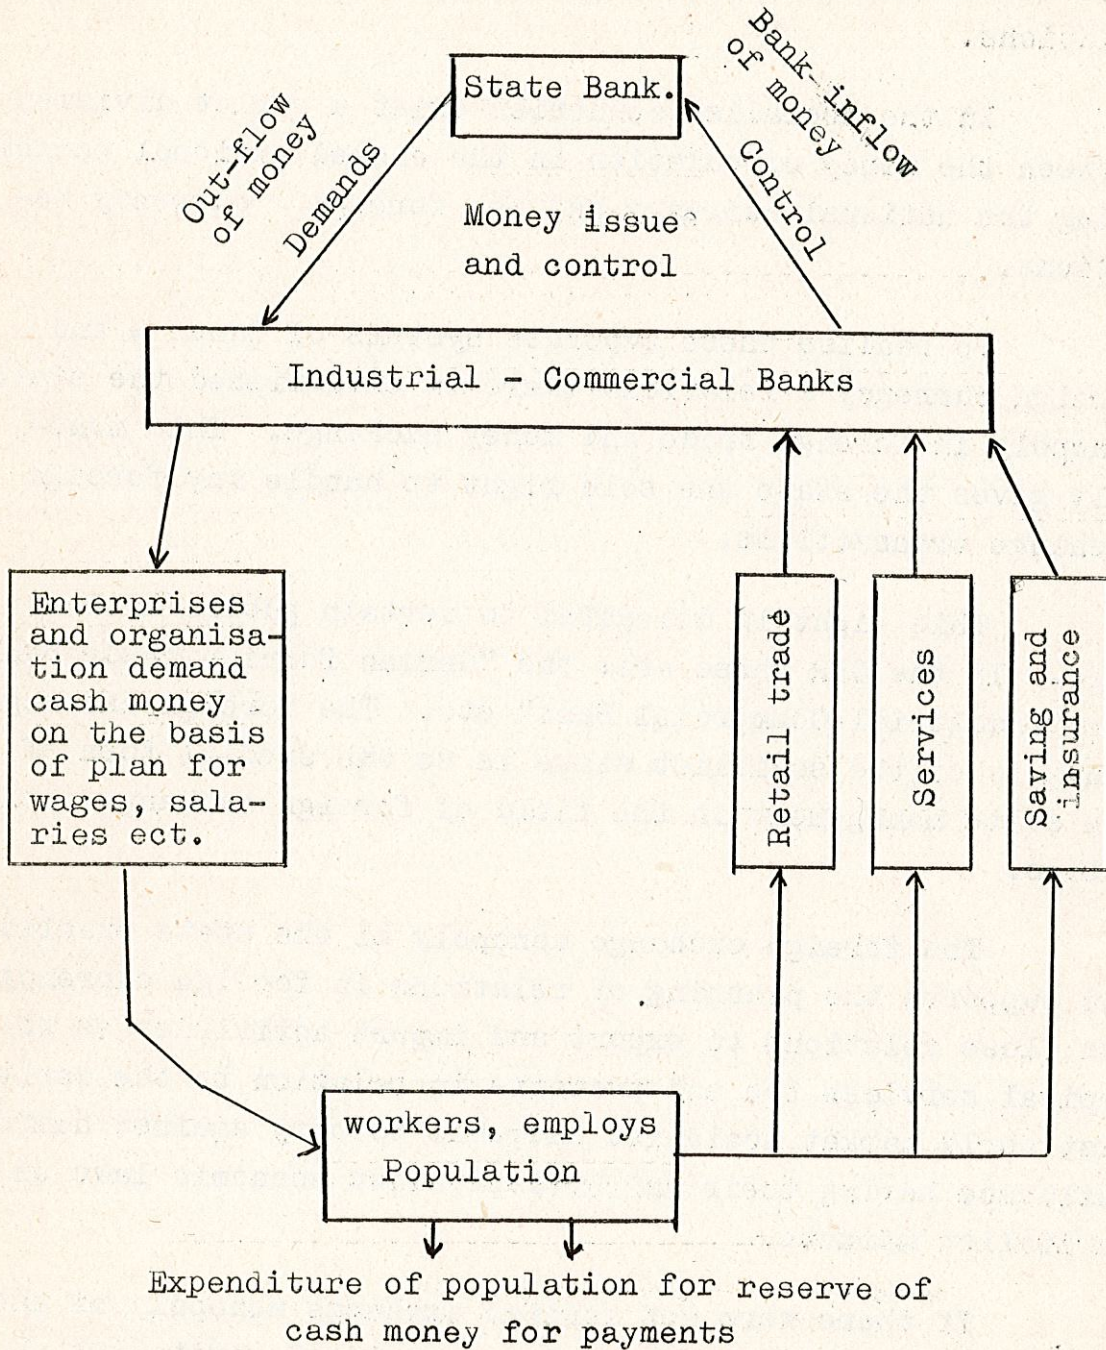 State Bank.
Out-flow
of money
Demands
Bank-inflow
of money
Control
Money issue
and control
Industrial - Commercial Banks
Enterprises
and organisa-
tion demand
cash money
on the basis
of plan for
wages, sala-
ries ect.
Retail trade
Services
Saving and
insurance
workers, employs
Population
Expenditure of population for reserve of
cash money for payments